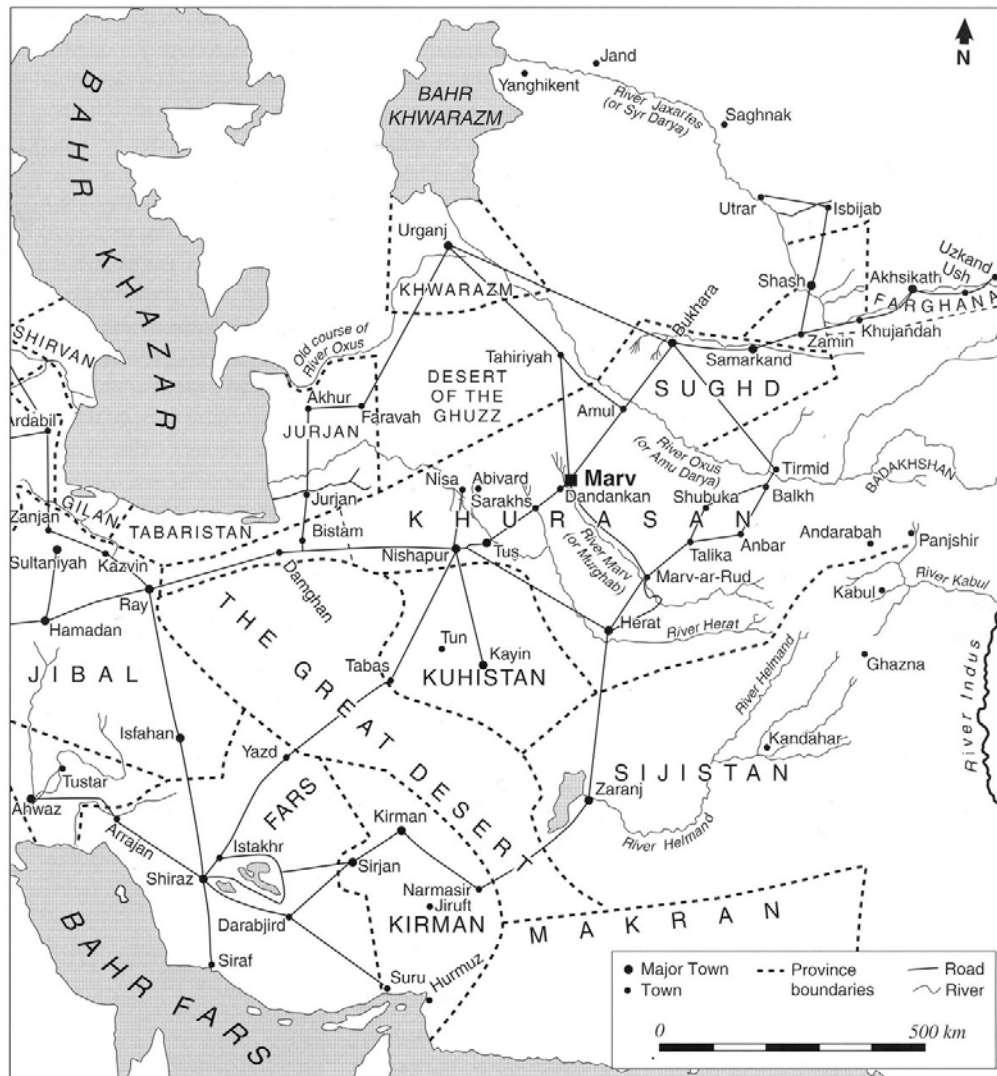 N
Jand
Yanghikent
BAHR
KHWARAZM
River Jaxartes
(or Syr Darya)
Saghnak
BAHR KHAZAR
Utrar
Isbijab
Urganj
Uzkand
Ush
Akhsikath
Shash
KHWARAZM
FARGHANA
Bukhara
Khujandah
Zamin
Samarkand
SHIRVAN
Old course of
River Oxus
Tahiriyah
SUGHD
DESERT
OF THE
GHUZZ
Akhur
Faravah
Amul
Ardabil
JURJAN
River Oxus
(or Amu Darya)
Tirmid
BADAKHSHAN
Marv
Nisa
Abivard
Sarakhs
Dandankan
Shubuka
Balkh
Jurjan
GILAN
Zanjan
TABARISTAN
Bistam
KHURASAN
Andarabah
Panjshir
Anbar
Talika
Sultaniyah
Kazvin
Nishapur
Tus
River Marv
(or Murghab)
Marv-ar-Rud
Damghan
Ray
Kabul
River Kabul
Hamadan
Herat
River Herat
THE GREAT DESERT
Tun
Kayin
Ghazna
JIBAL
Tabas
KUHISTAN
River Helmand
River Indus
Isfahan
Yazd
Kandahar
Tustar
SIJISTAN
Ahwaz
FARS
Zaranj
Arrajan
Kirman
River Helmand
Istakhr
Sirjan
Shiraz
Narmasir
Jiruft
Darabjird
KIRMAN
MAKRAN
BAHR FARS
Siraf
Suru
Hurmuz
Major Town
Town
Province
boundaries
Road
River
0
500 km